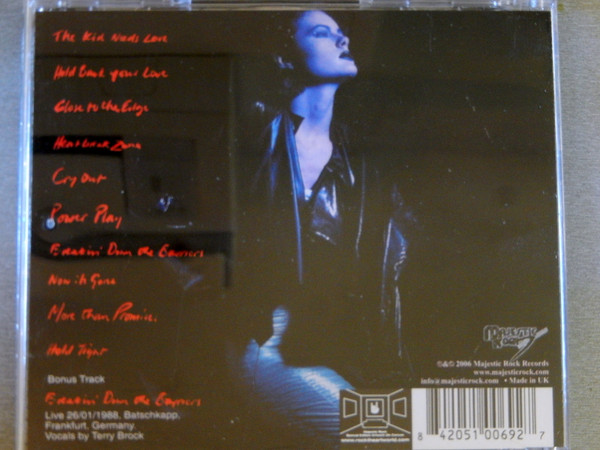 The Kid Needs Love
Hold Back your Love
Close to the Edge
Heartbreak Zone
Cry Out
Power Play
Breakin' Down the Barriers
Now it's Gone
More than Promises
Hold Tight
Bonus Track
Breakin' Down the Barriers
Live 26/01/1988, Batschkapp,
Frankfurt, Germany.
Vocals by Terry Brock
MAJESTIC
ROCK
℗&© 2006 Majestic Rock Records
www.majesticrock.com
info@majesticrock.com • Made in UK
www.rockheartworld.com
8 42051 00692 7